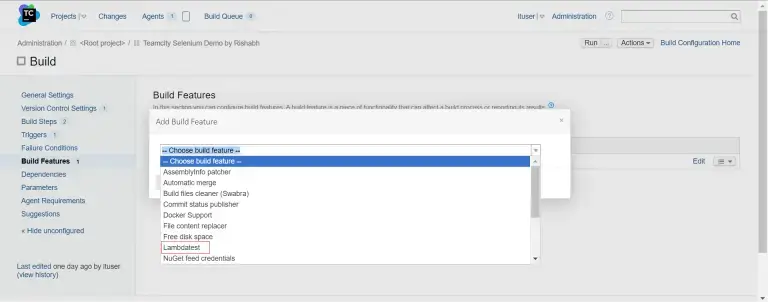 TC
Projects | Changes Agents 1 Build Queue 0 ituser | Administration ?
Administration / <Root project> / Teamcity Selenium Demo by Rishabh Run ... Actions Build Configuration Home
Build
General Settings
Version Control Settings 1
Build Steps 2
Triggers 1
Failure Conditions
Build Features 1
Dependencies
Parameters
Agent Requirements
Suggestions
« Hide unconfigured
Last edited one day ago by ituser
(view history)
Build Features
In this section you can configure build features. A build feature is a piece of functionality that can affect a build process or reporting its results.
Add Build Feature ×
-- Choose build feature --
-- Choose build feature --
AssemblyInfo patcher
Automatic merge
Build files cleaner (Swabra)
Commit status publisher
Docker Support
File content replacer
Free disk space
Lambdatest
NuGet feed credentials
Edit